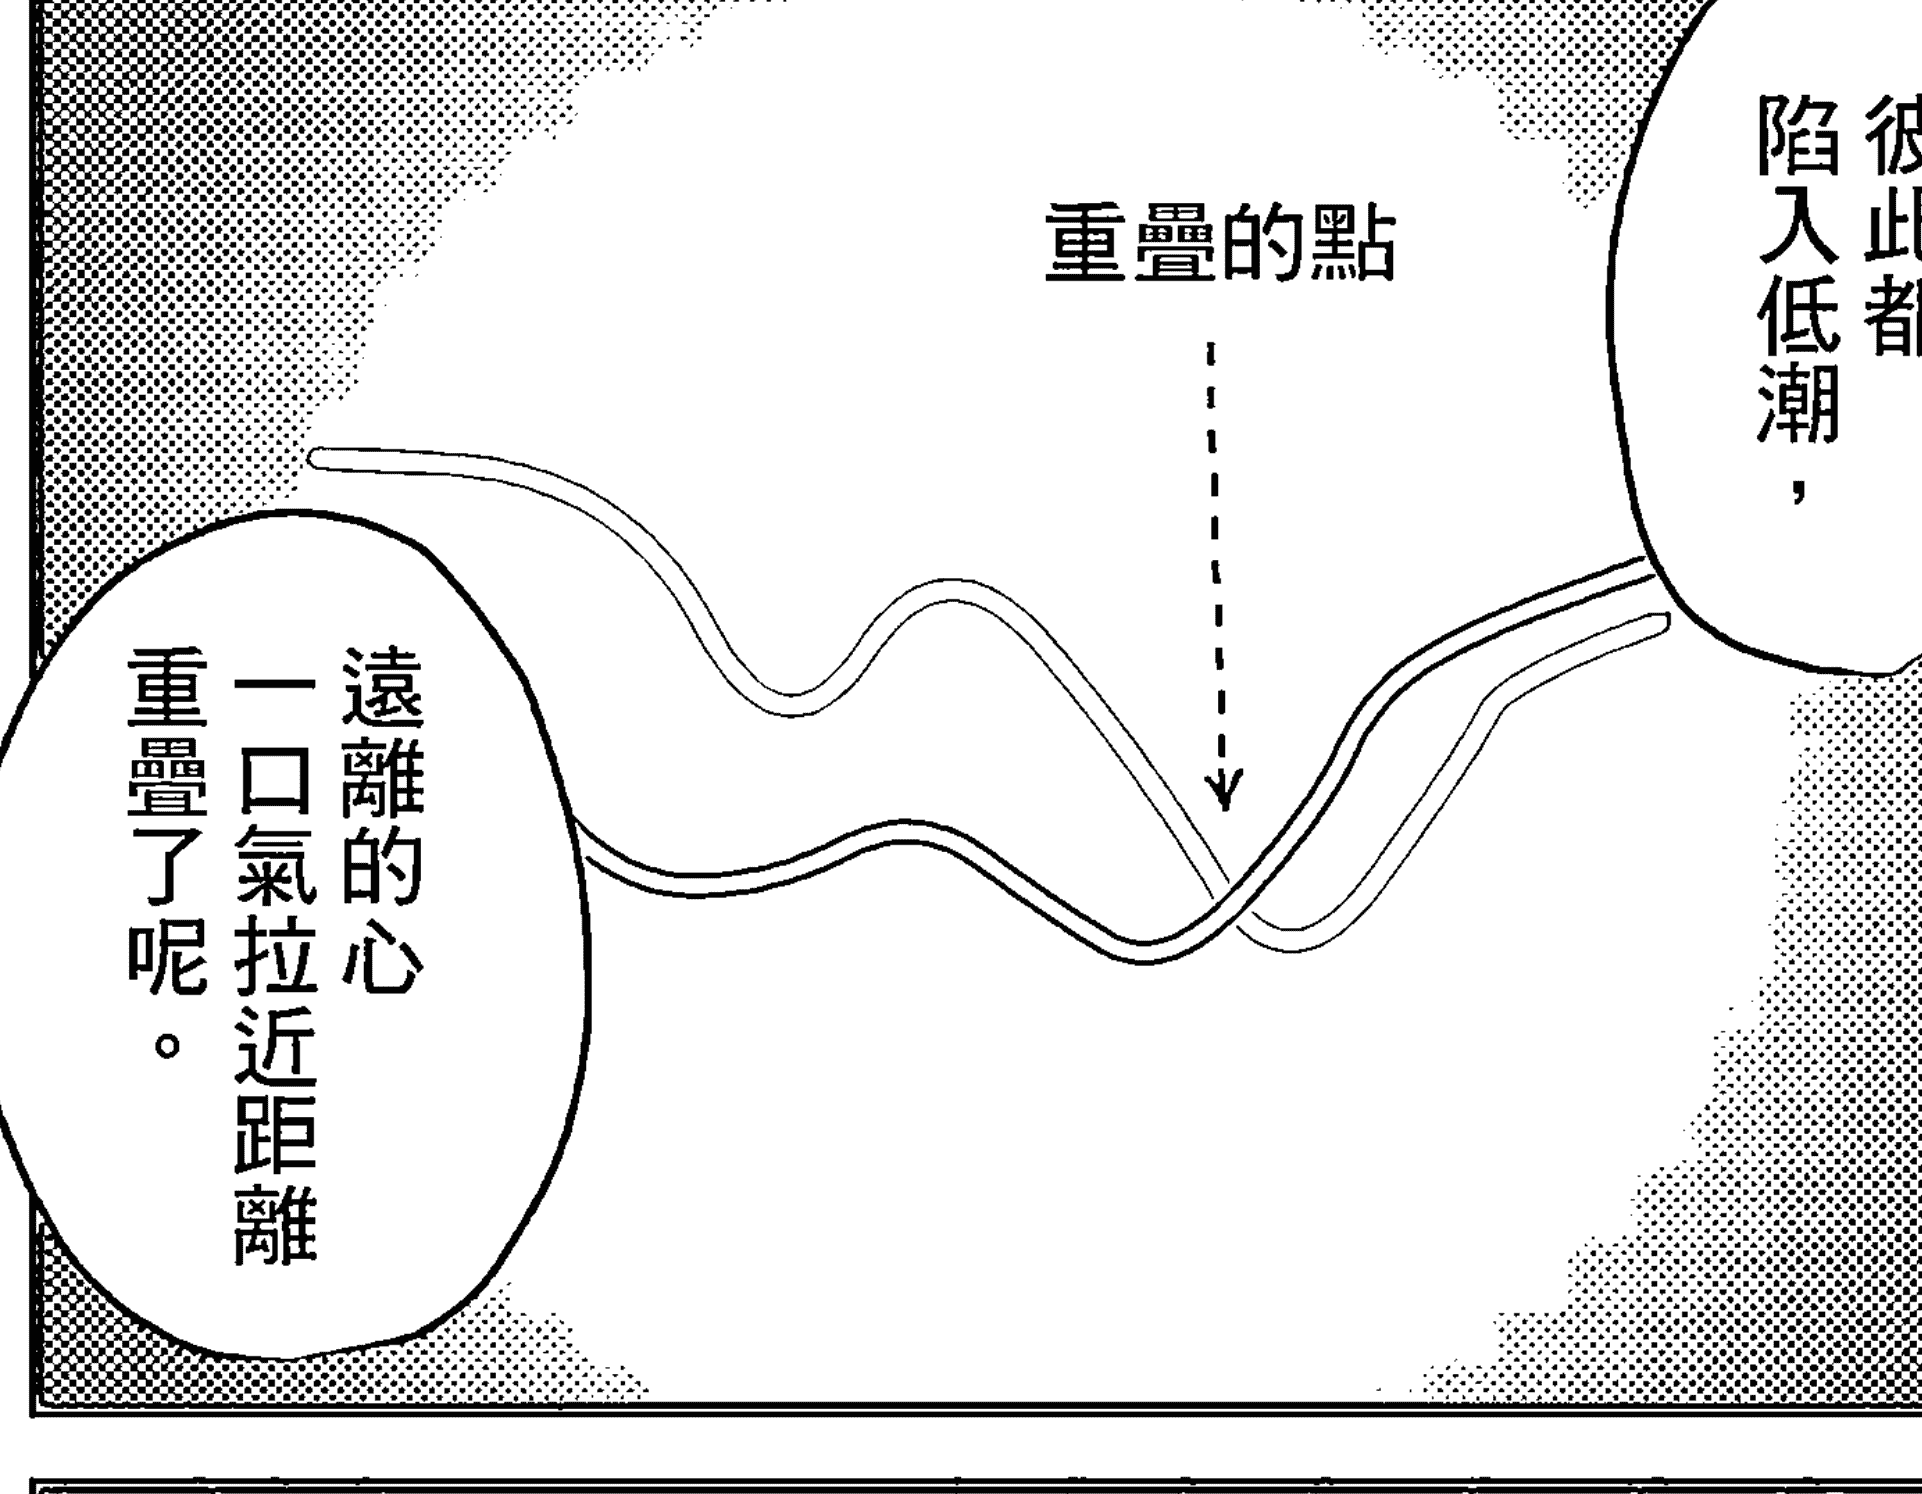 彼此都
陷入低潮，
重疊的點
遠離的心
一口氣拉近距離
重疊了呢。